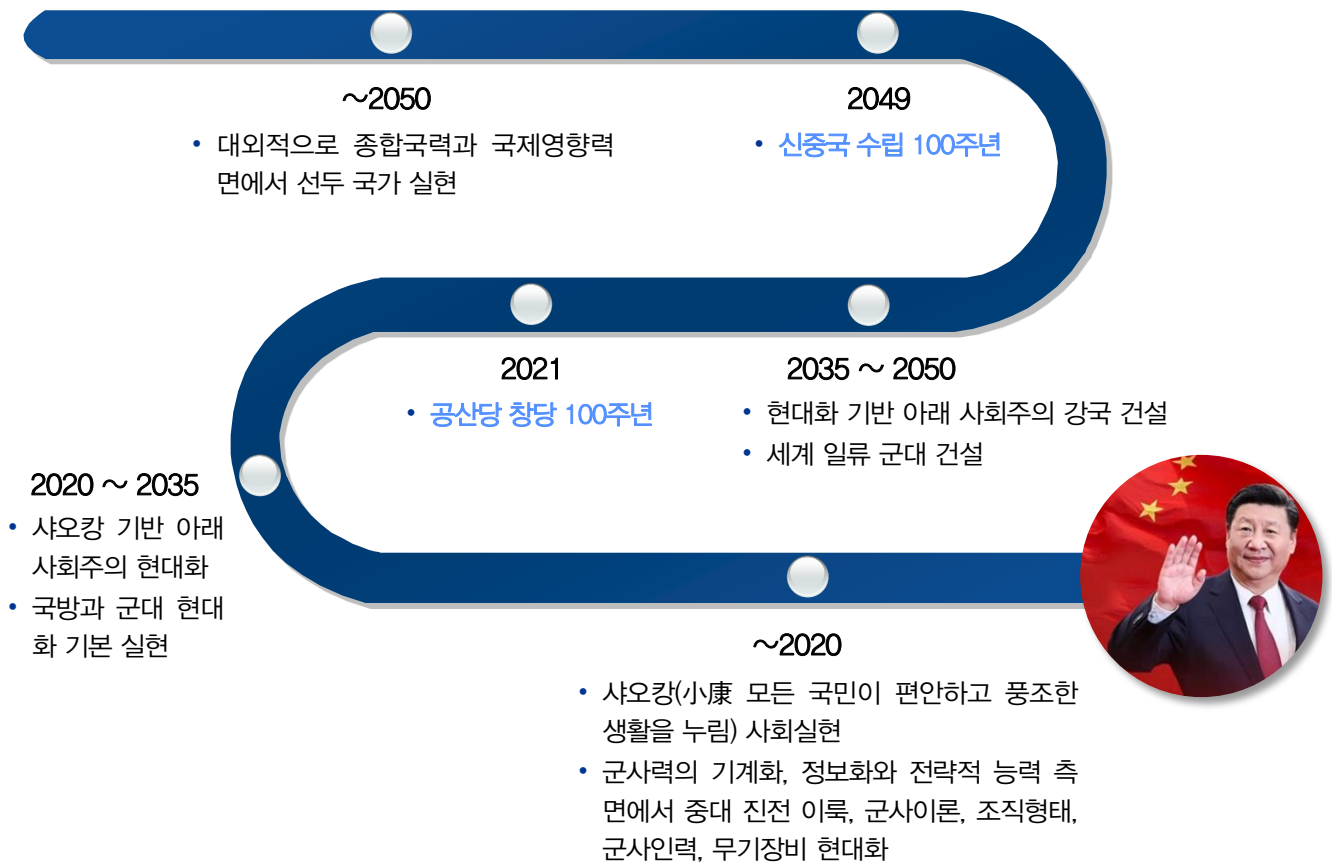 ~2050
• 대외적으로 종합국력과 국제영향력
면에서 선두 국가 실현
2049
• 신중국 수립 100주년
2021
• 공산당 창당 100주년
2035 ~ 2050
• 현대화 기반 아래 사회주의 강국 건설
• 세계 일류 군대 건설
2020 ~ 2035
• 샤오캉 기반 아래
사회주의 현대화
• 국방과 군대 현대
화 기본 실현
~2020
• 샤오캉(小康 모든 국민이 편안하고 풍조한
생활을 누림) 사회실현
• 군사력의 기계화, 정보화와 전략적 능력 측
면에서 중대 진전 이룩, 군사이론, 조직형태,
군사인력, 무기장비 현대화